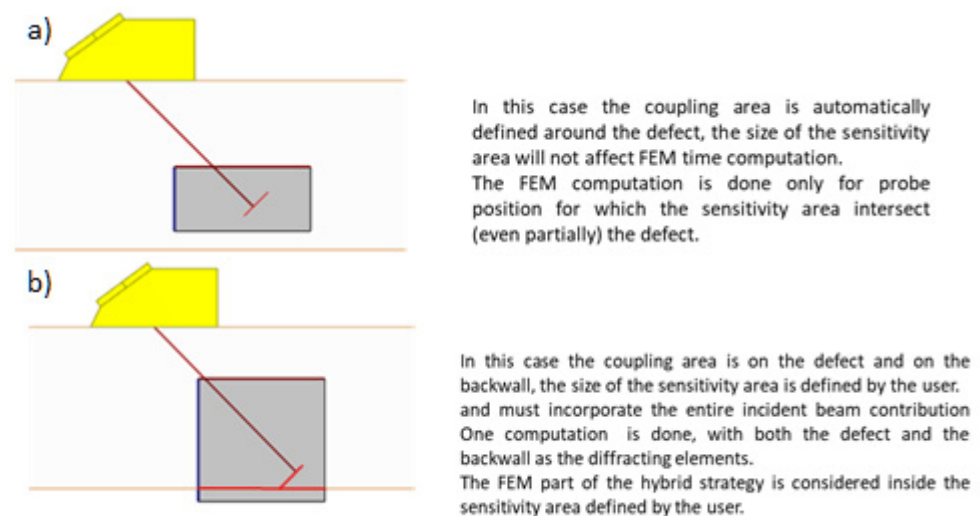 a)
In this case the coupling area is automatically
defined around the defect, the size of the sensitivity
area will not affect FEM time computation.
The FEM computation is done only for probe
position for which the sensitivity area intersect
(even partially) the defect.
b)
In this case the coupling area is on the defect and on the
backwall, the size of the sensitivity area is defined by the user.
and must incorporate the entire incident beam contribution
One computation is done, with both the defect and the
backwall as the diffracting elements.
The FEM part of the hybrid strategy is considered inside the
sensitivity area defined by the user.